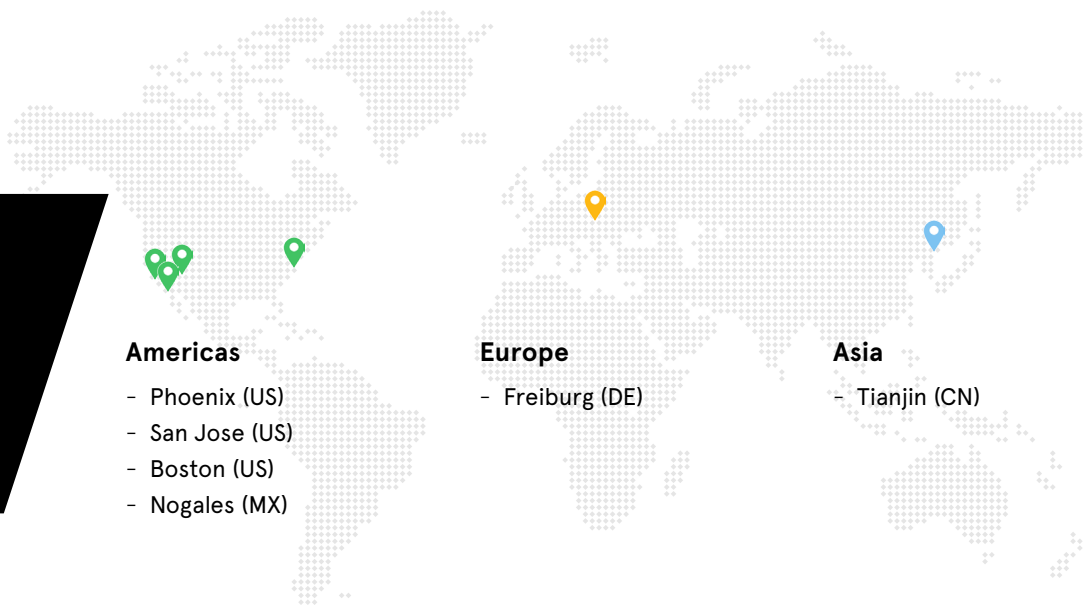 Americas
- Phoenix (US)
- San Jose (US)
- Boston (US)
- Nogales (MX)
Europe
- Freiburg (DE)
Asia
- Tianjin (CN)